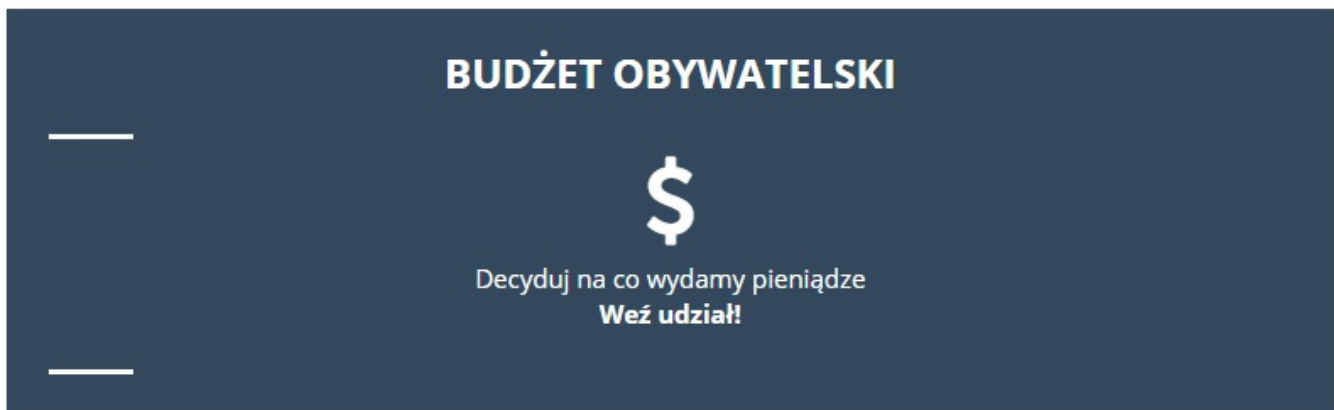 BUDŻET OBYWATELSKI
$
Decyduj na co wydamy pieniądze
Weź udział!